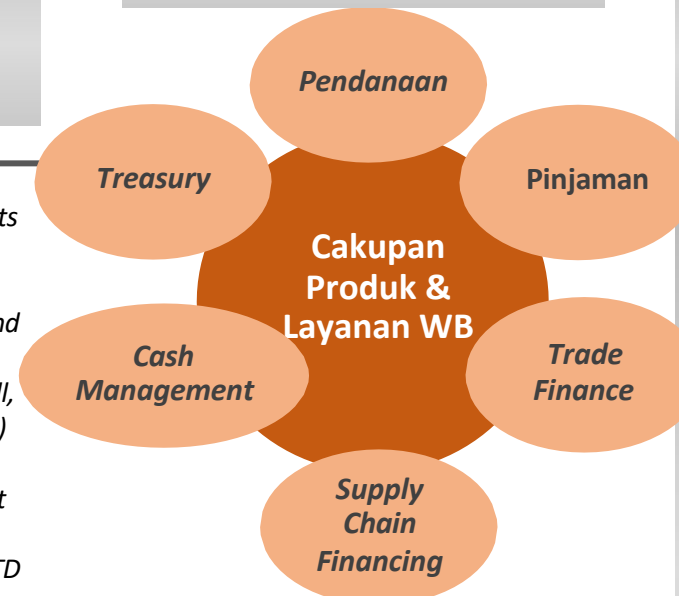 Pendanaan
Treasury
Pinjaman
Cakupan
Produk &
Layanan WB
Cash
Management
Trade
Finance
Supply
Chain
Financing